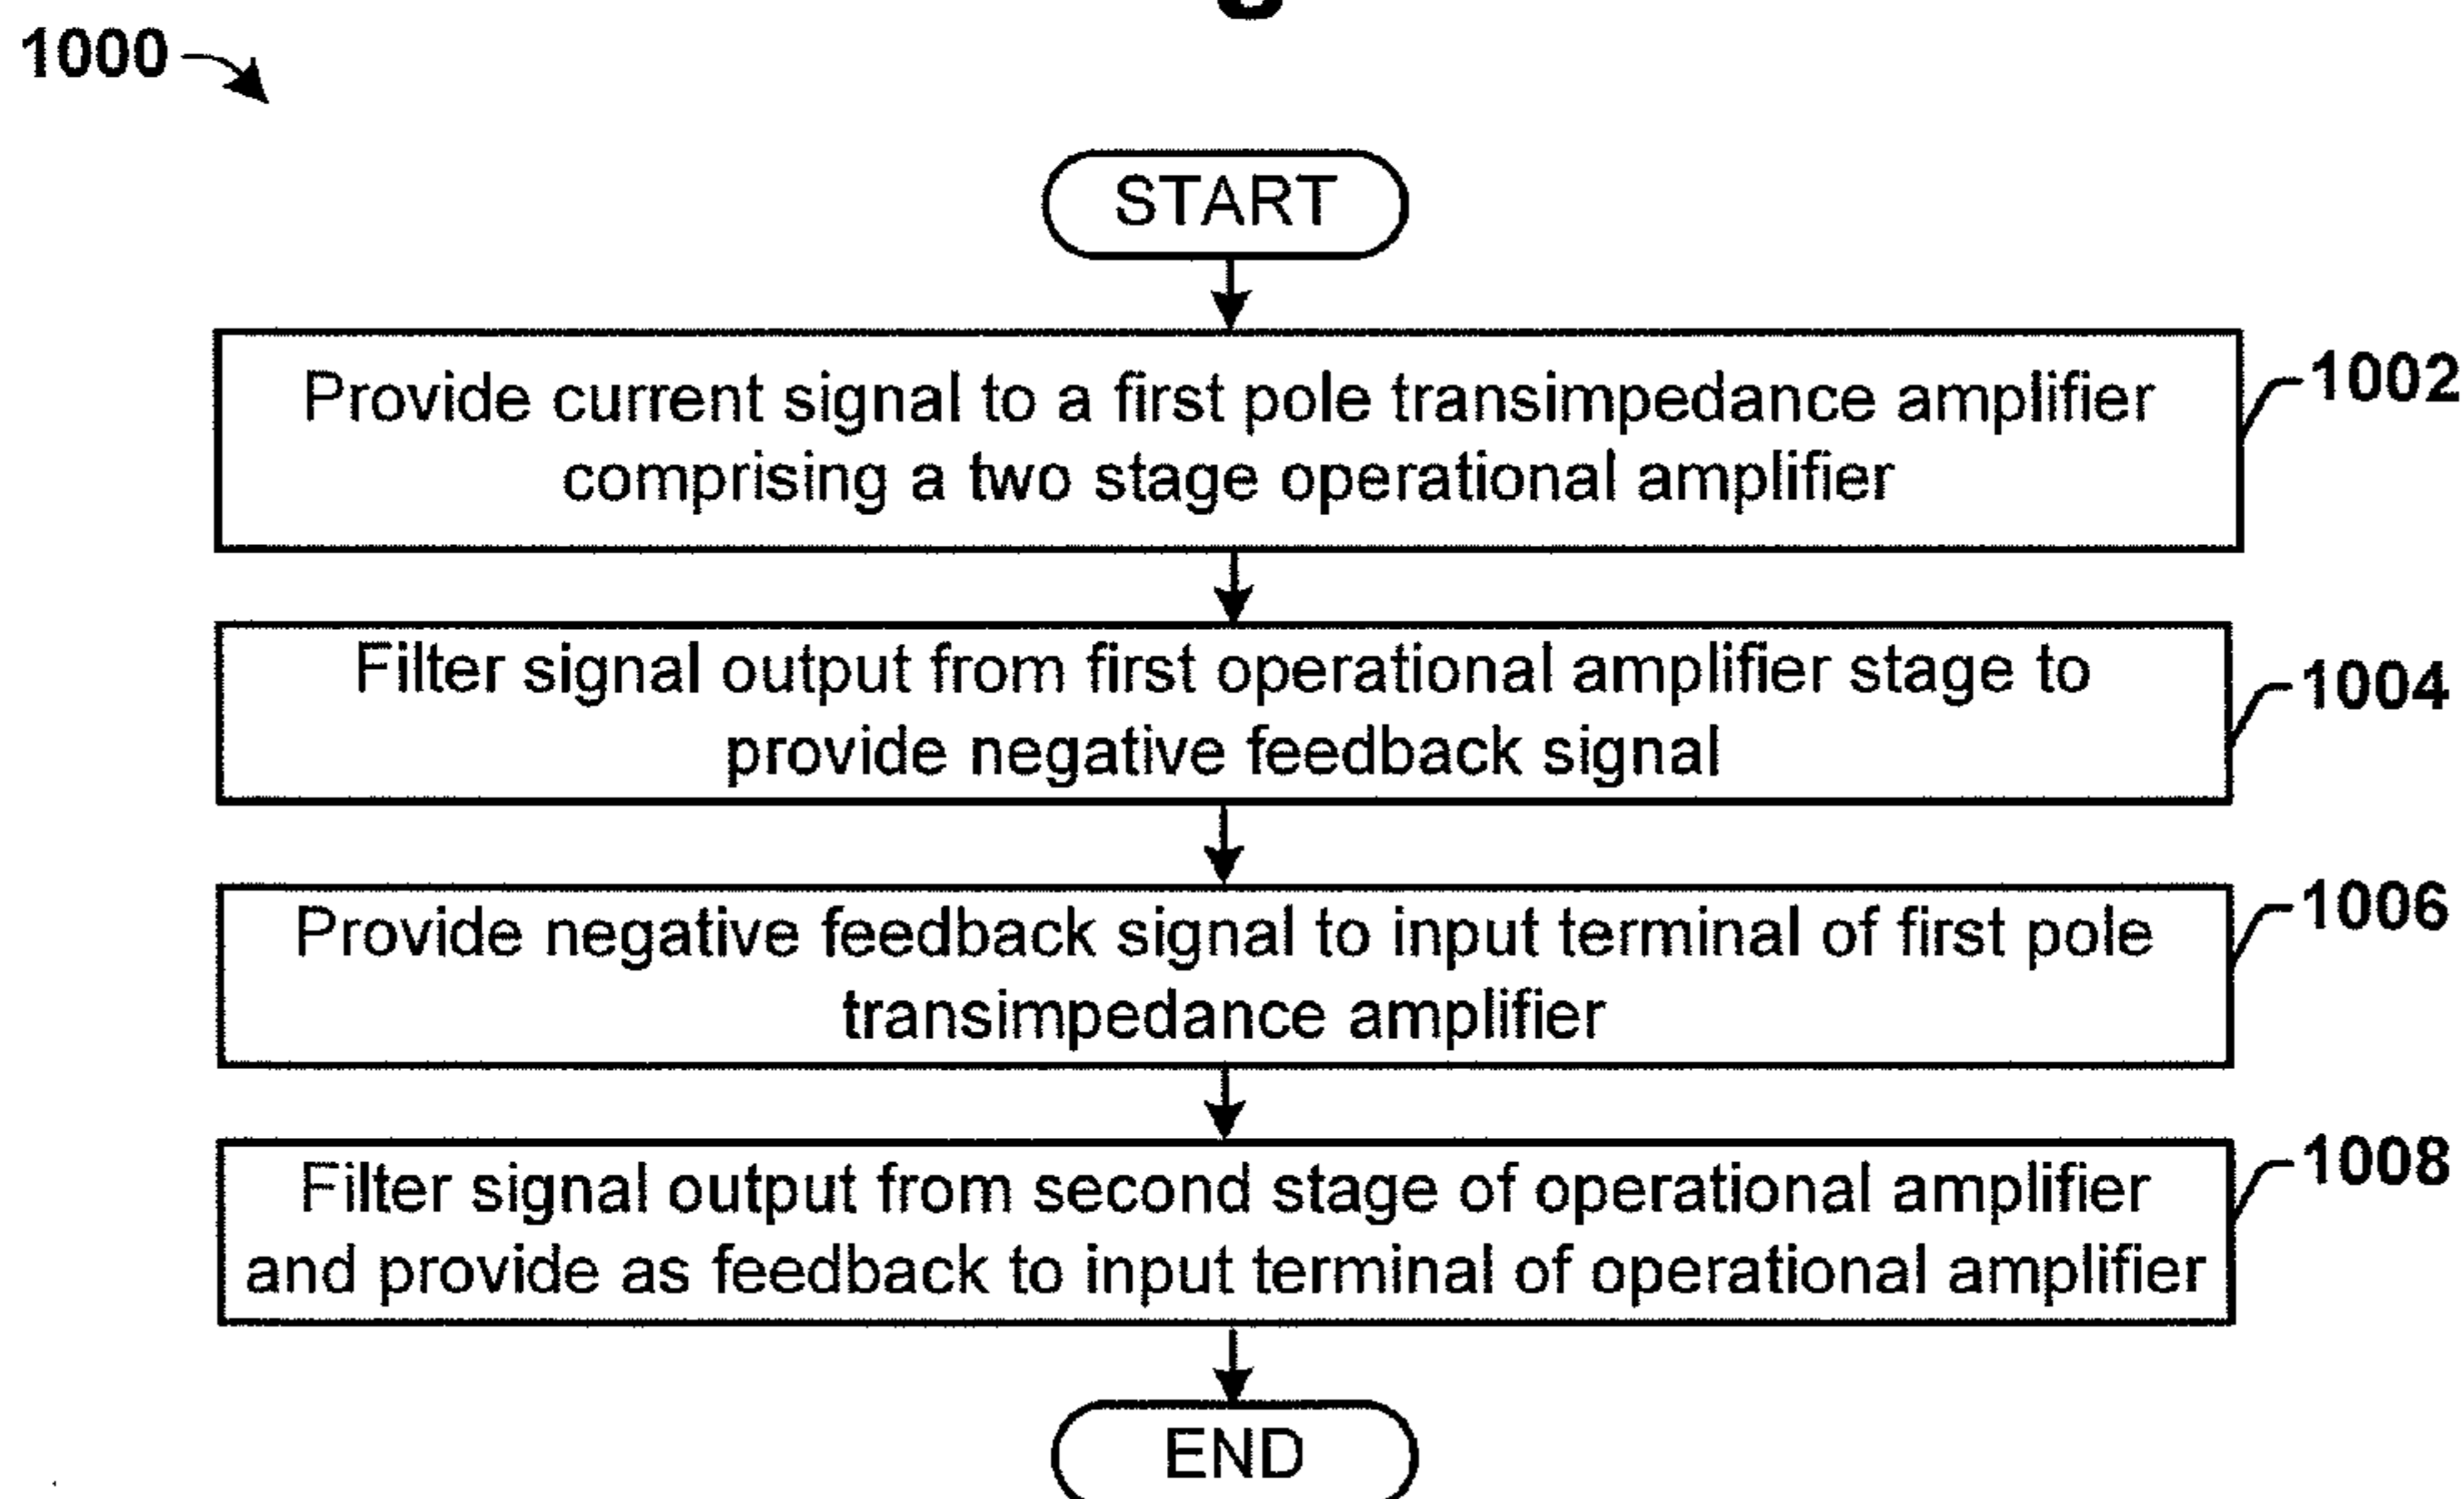 1000
START
Provide current signal to a first pole transimpedance amplifier
comprising a two stage operational amplifier
1002
Filter signal output from first operational amplifier stage to
provide negative feedback signal
1004
Provide negative feedback signal to input terminal of first pole
transimpedance amplifier
1006
Filter signal output from second stage of operational amplifier
and provide as feedback to input terminal of operational amplifier
1008
END